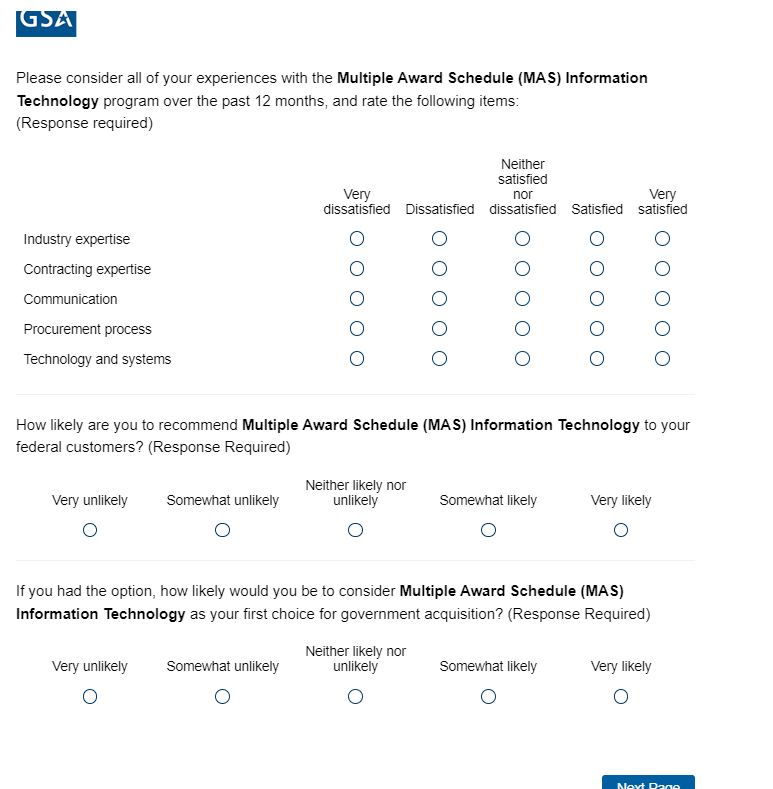 GSA
Please consider all of your experiences with the Multiple Award Schedule (MAS) Information
Technology program over the past 12 months, and rate the following items:
(Response required)
Very dissatisfied Dissatisfied Neither satisfied nor dissatisfied Satisfied Very satisfied
Industry expertise
Contracting expertise
Communication
Procurement process
Technology and systems
How likely are you to recommend Multiple Award Schedule (MAS) Information Technology to your
federal customers? (Response Required)
Very unlikely Somewhat unlikely Neither likely nor unlikely Somewhat likely Very likely
If you had the option, how likely would you be to consider Multiple Award Schedule (MAS)
Information Technology as your first choice for government acquisition? (Response Required)
Very unlikely Somewhat unlikely Neither likely nor unlikely Somewhat likely Very likely
Next Page